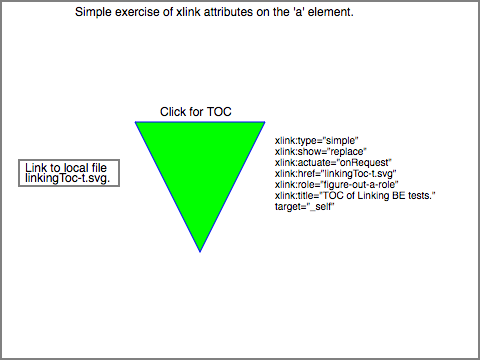 Simple exercise of xlink attributes on the 'a' element.
Click for TOC
Link to local file
linkingToc-t.svg.
xlink:type="simple"
xlink:show="replace"
xlink:actuate="onRequest"
xlink:href="linkingToc-t.svg"
xlink:role="figure-out-a-role"
xlink:title="TOC of Linking BE tests."
target="_self"